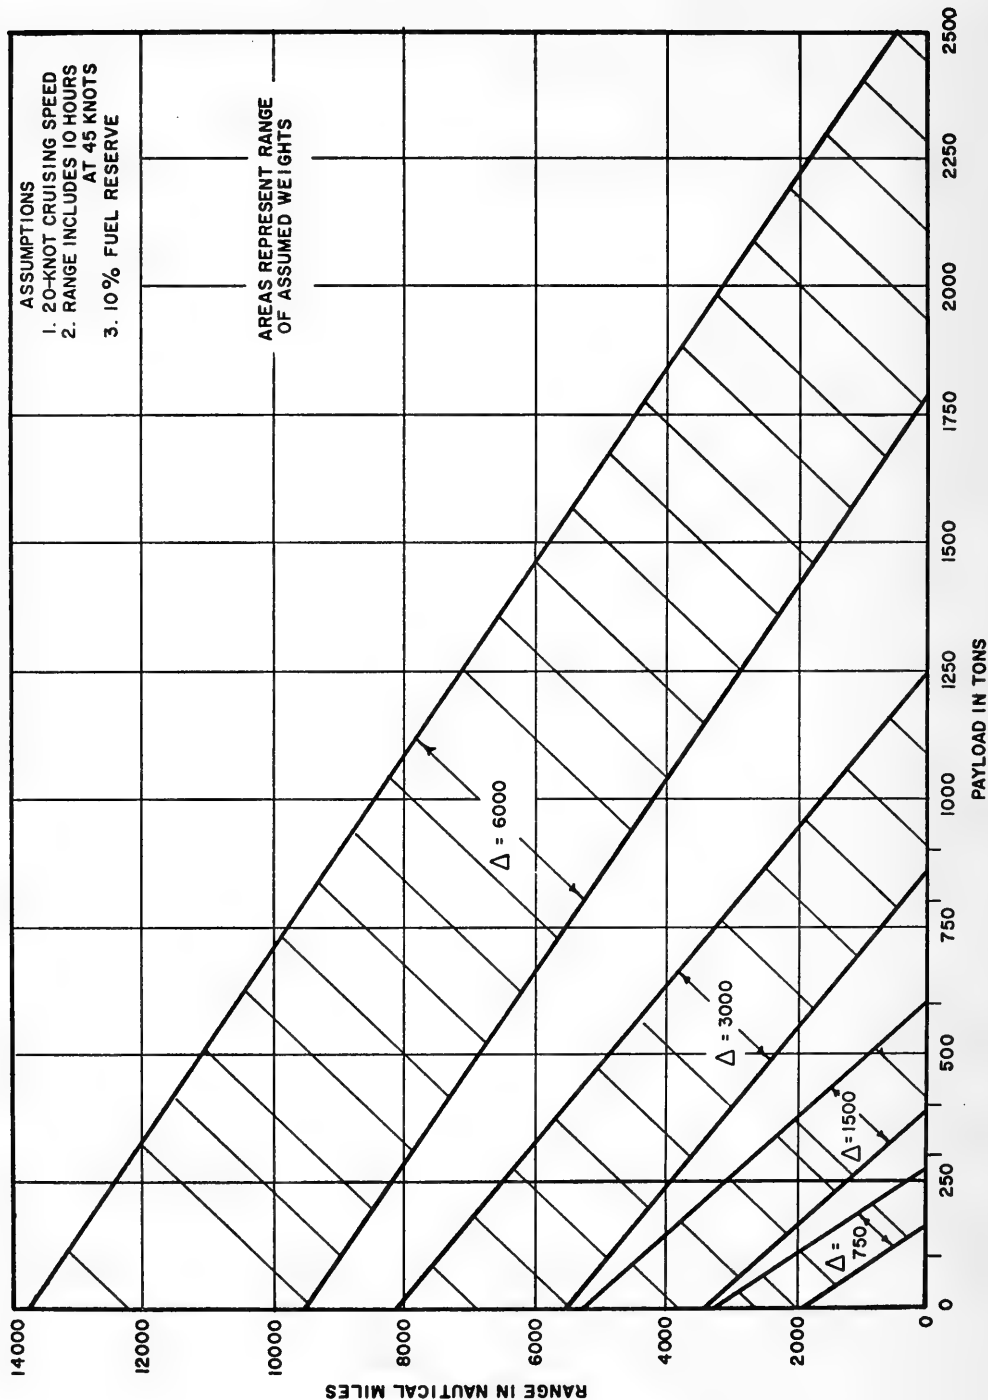 ASSUMPTIONS
1. 20-KNOT CRUISING SPEED
2. RANGE INCLUDES 10 HOURS
AT 45 KNOTS
3. 10% FUEL RESERVE
AREAS REPRESENT RANGE
OF ASSUMED WEIGHTS
Δ = 6000
Δ = 3000
Δ = 1500
Δ =
750
14000
12000
10000
8000
6000
4000
2000
0
RANGE IN NAUTICAL MILES
0
250
500
750
1000
1250
1500
1750
2000
2250
2500
PAYLOAD IN TONS